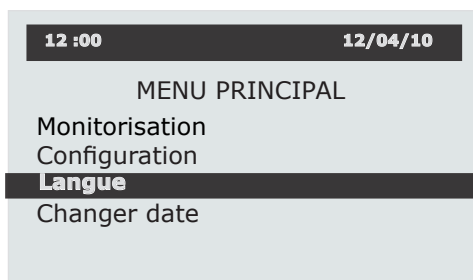 12 :00 12/04/10
MENU PRINCIPAL
Monitorisation
Configuration
Langue
Changer date